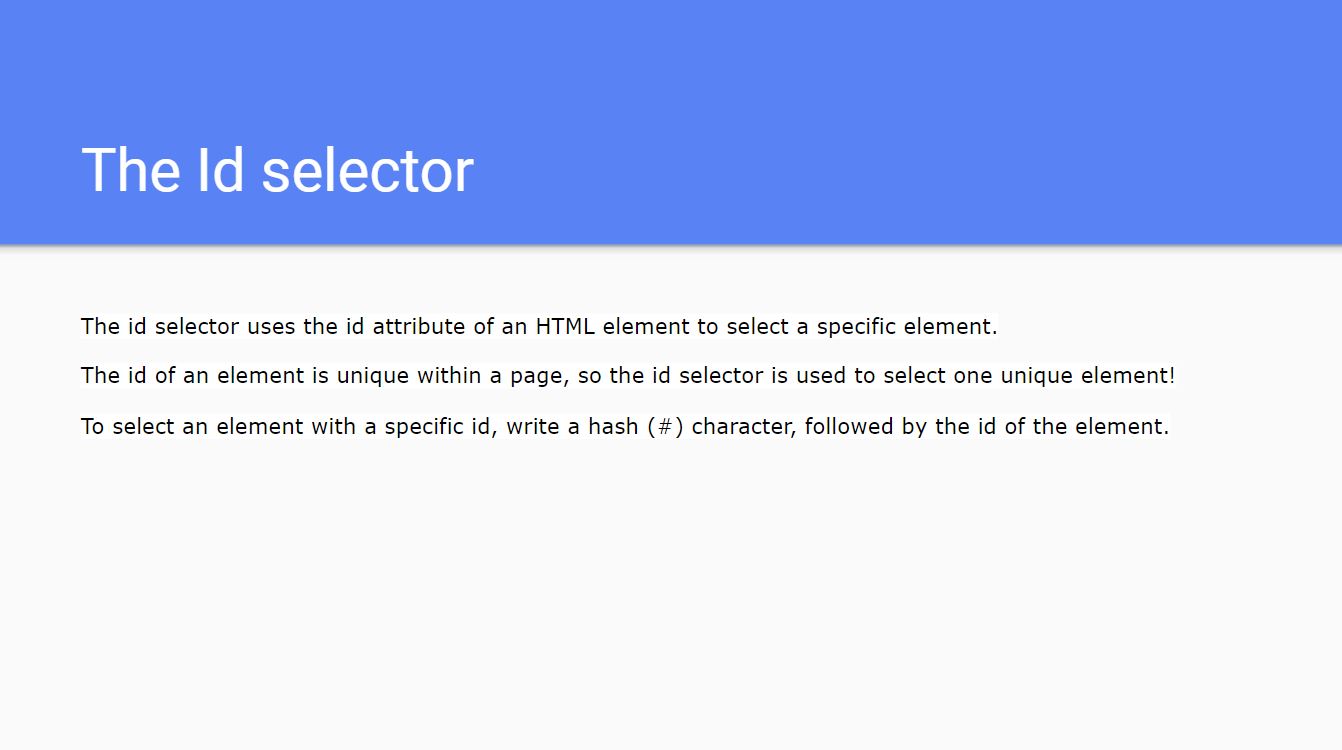 The Id selector
The id selector uses the id attribute of an HTML element to select a specific element.
The id of an element is unique within a page, so the id selector is used to select one unique element!
To select an element with a specific id, write a hash (#) character, followed by the id of the element.